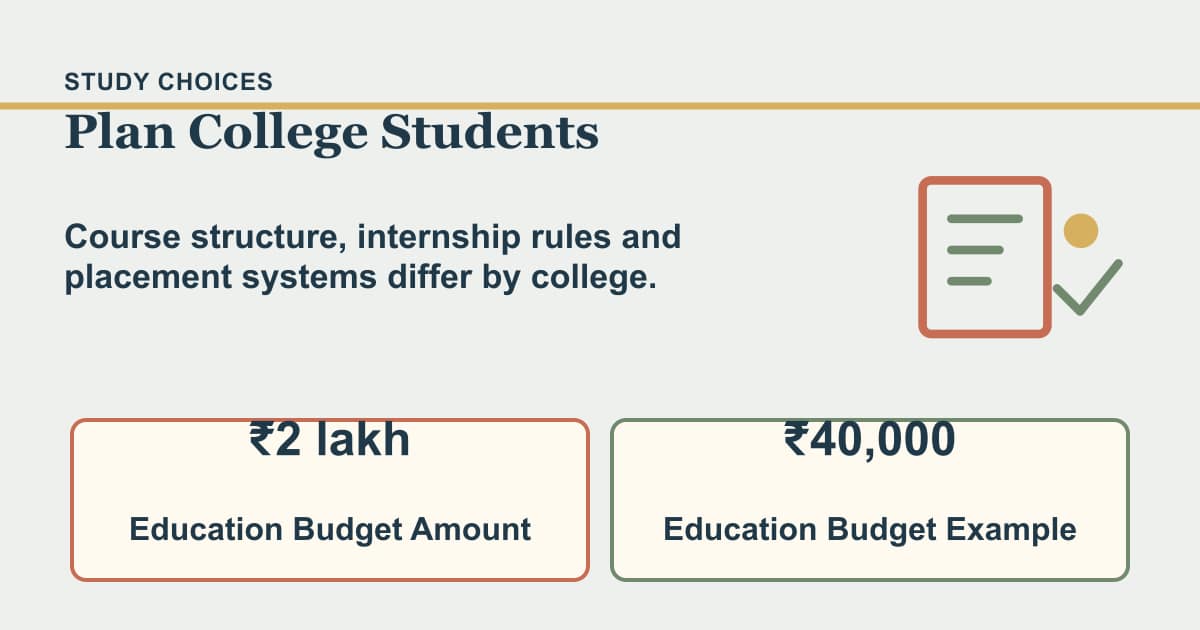 STUDY CHOICES
Plan College Students
Course structure, internship rules and
placement systems differ by college.
₹2 lakh
Education Budget Amount
₹40,000
Education Budget Example